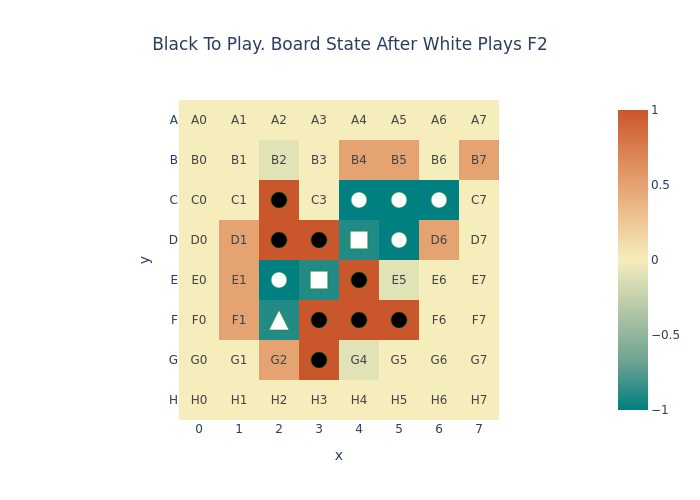 Black To Play. Board State After White Plays F2
A A0 A1 A2 A3 A4 A5 A6 A7
B B0 B1 B2 B3 B4 B5 B6 B7
C C0 C1 C3 C7
D D0 D1 D6 D7
E E0 E1 E5 E6 E7
F F0 F1 F6 F7
G G0 G1 G2 G4 G5 G6 G7
H H0 H1 H2 H3 H4 H5 H6 H7
0 1 2 3 4 5 6 7
x
y
1
0.5
0
−0.5
−1